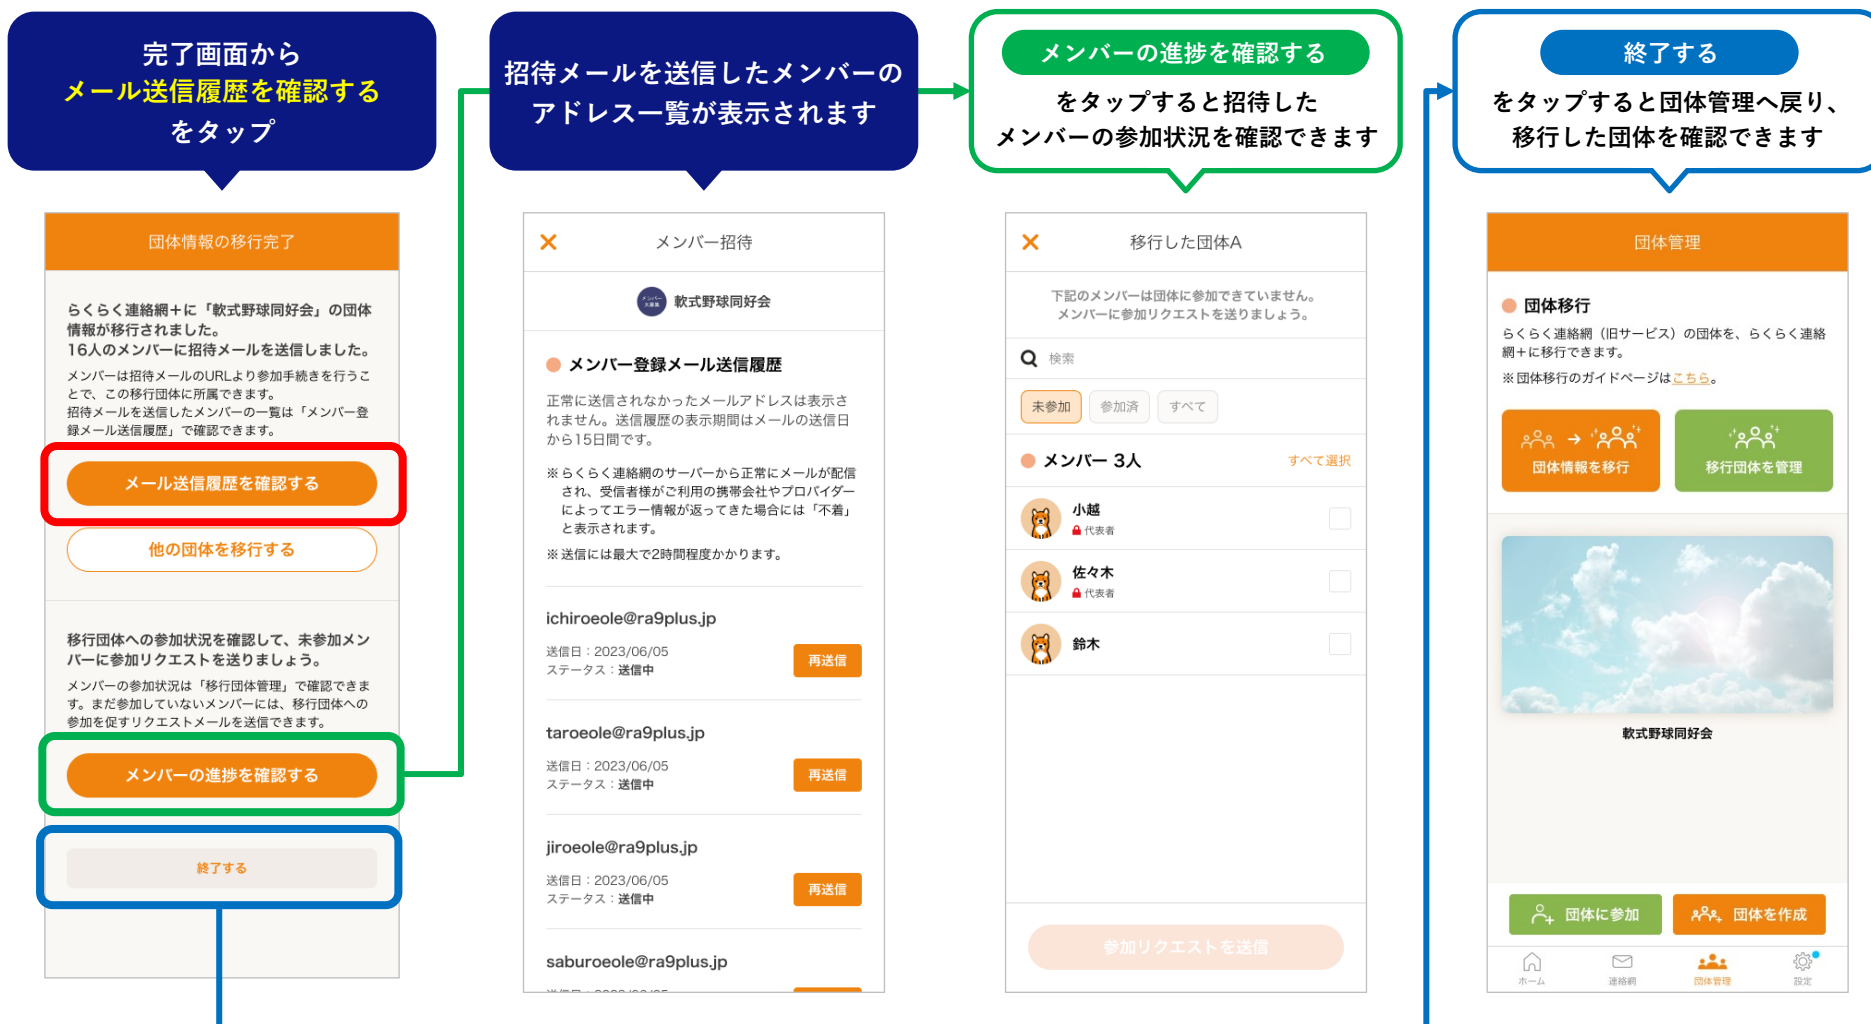 完了画面から
メール送信履歴を確認する
をタップ
招待メールを送信したメンバーの
アドレス一覧が表示されます
メンバーの進捗を確認する
をタップすると招待した
メンバーの参加状況を確認できます
終了する
をタップすると団体管理へ戻り、
移行した団体を確認できます
団体情報の移行完了
らくらく連絡網+に「軟式野球同好会」の団体
情報が移行されました。
16人のメンバーに招待メールを送信しました。
メンバーは招待メールのURLより参加手続きを行うこ
とで、この移行団体に所属できます。
招待メールを送信したメンバーの一覧は「メンバー登
録メール送信履歴」で確認できます。
メール送信履歴を確認する
他の団体を移行する
移行団体への参加状況を確認して、未参加メン
バーに参加リクエストを送りましょう。
メンバーの参加状況は「移行団体管理」で確認できま
す。まだ参加していないメンバーには、移行団体への
参加を促すリクエストメールを送信できます。
メンバーの進捗を確認する
終了する
メンバー招待
メンバー
大募集
軟式野球同好会
メンバー登録メール送信履歴
正常に送信されなかったメールアドレスは表示さ
れません。送信履歴の表示期間はメールの送信日
から15日間です。
※らくらく連絡網のサーバーから正常にメールが配信
され、受信者様がご利用の携帯会社やプロバイダー
によってエラー情報が返ってきた場合には「不着」
と表示されます。
※送信には最大で2時間程度かかります。
ichiroeole@ra9plus.jp
送信日：2023/06/05
ステータス：送信中
再送信
taroeole@ra9plus.jp
送信日：2023/06/05
ステータス：送信中
再送信
jiroeole@ra9plus.jp
送信日：2023/06/05
ステータス：送信中
再送信
saburoeole@ra9plus.jp
移行した団体A
下記のメンバーは団体に参加できていません。
メンバーに参加リクエストを送りましょう。
検索
未参加 参加済 すべて
メンバー 3人 すべて選択
小越
代表者
佐々木
代表者
鈴木
参加リクエストを送信
団体管理
団体移行
らくらく連絡網（旧サービス）の団体を、らくらく連絡
網+に移行できます。
※団体移行のガイドページはこちら。
団体情報を移行 移行団体を管理
軟式野球同好会
団体に参加 団体を作成
ホーム 連絡網 団体管理 設定